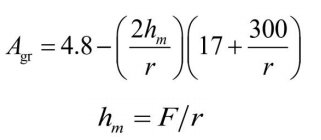 A_gr = 4.8 − (2h_m / r)(17 + 300 / r)
h_m = F/r